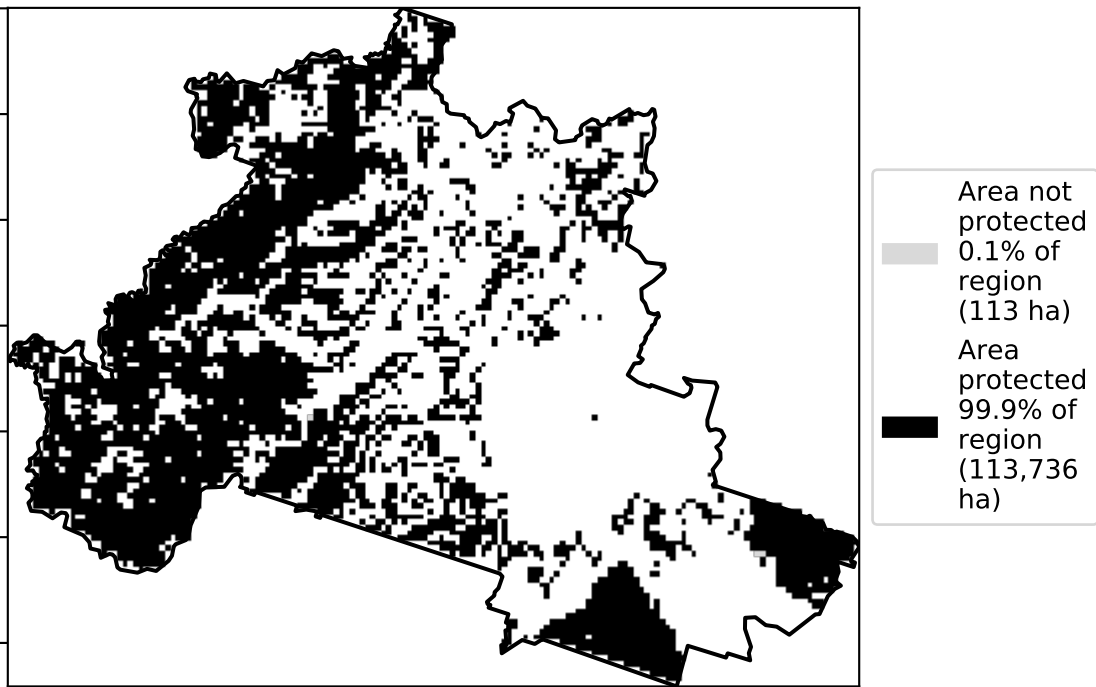 Area not
protected
0.1% of
region
(113 ha)
Area
protected
99.9% of
region
(113,736
ha)